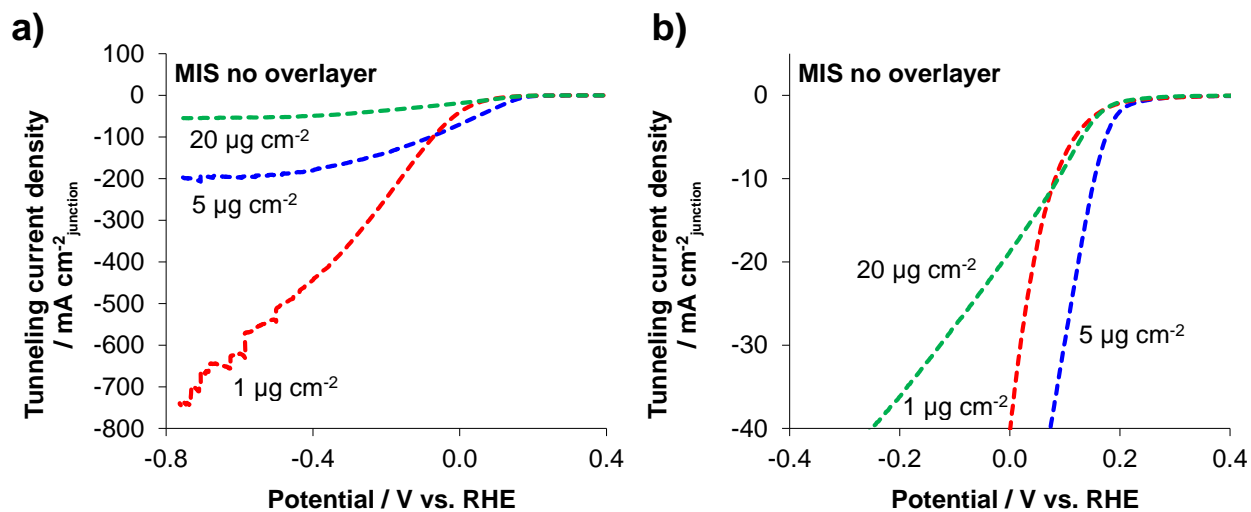 a)
MIS no overlayer
Tunneling current density
/ mA cm-2junction
100
0
-100
-200
-300
-400
-500
-600
-700
-800
20 µg cm-2
5 µg cm-2
1 µg cm-2
-0.8
-0.4
0.0
0.4
Potential / V vs. RHE
b)
MIS no overlayer
Tunneling current density
/ mA cm-2junction
0
-10
-20
-30
-40
20 µg cm-2
5 µg cm-2
1 µg cm-2
-0.4
-0.2
0.0
0.2
0.4
Potential / V vs. RHE